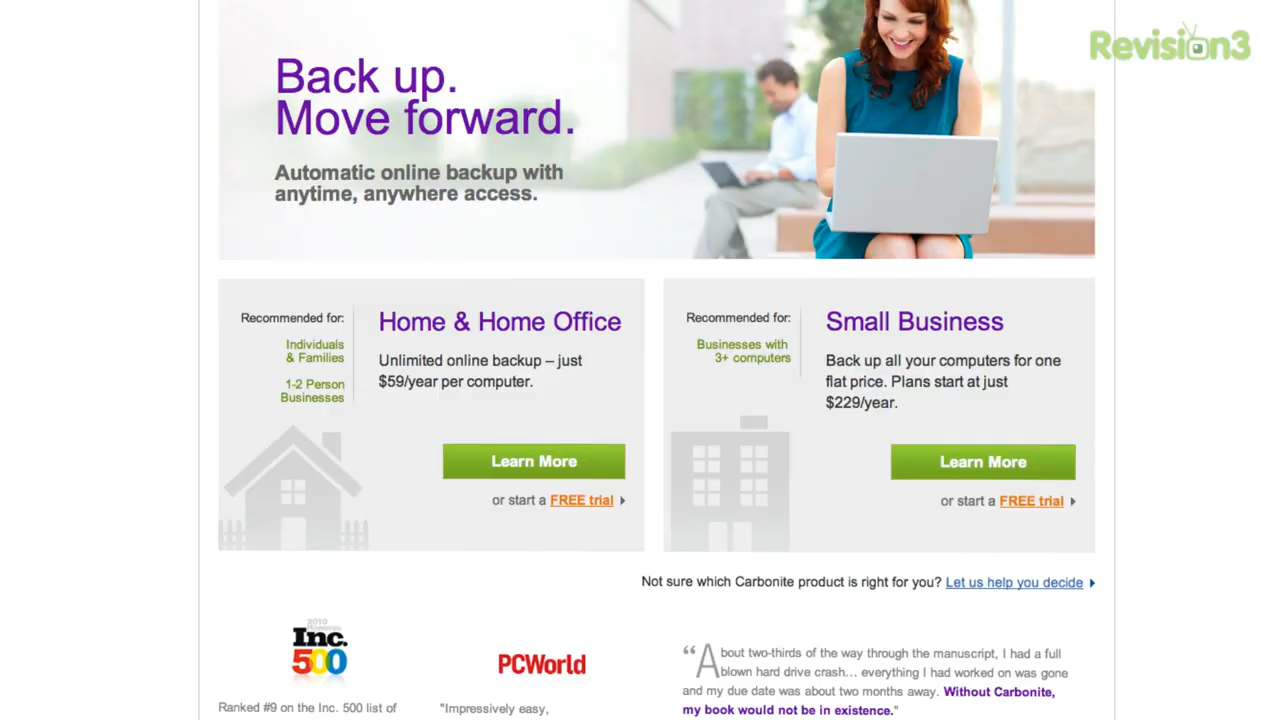 Revision3
Back up.
Move forward.
Automatic online backup with
anytime, anywhere access.
Recommended for:
Individuals
& Families
1-2 Person
Businesses
Home & Home Office
Unlimited online backup – just
$59/year per computer.
Learn More
or start a FREE trial
Recommended for:
Businesses with
3+ computers
Small Business
Back up all your computers for one
flat price. Plans start at just
$229/year.
Learn More
or start a FREE trial
Not sure which Carbonite product is right for you? Let us help you decide
2010
Inc.
500
Ranked #9 on the Inc. 500 list of
PCWorld
"Impressively easy,
“About two-thirds of the way through the manuscript, I had a full
blown hard drive crash... everything I had worked on was gone
and my due date was about two months away. Without Carbonite,
my book would not be in existence."